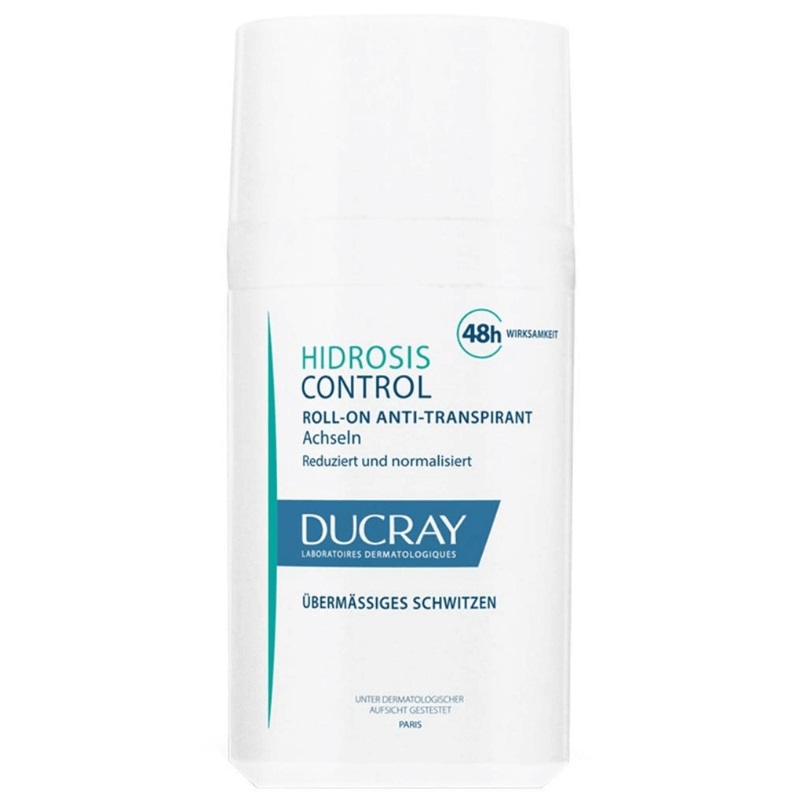 48h WIRKSAMKEIT
HIDROSIS
CONTROL
ROLL-ON ANTI-TRANSPIRANT
Achseln
Reduziert und normalisiert
DUCRAY
LABORATOIRES DERMATOLOGIQUES
ÜBERMÄSSIGES SCHWITZEN
UNTER DERMATOLOGISCHER
AUFSICHT GESTESTET
PARIS